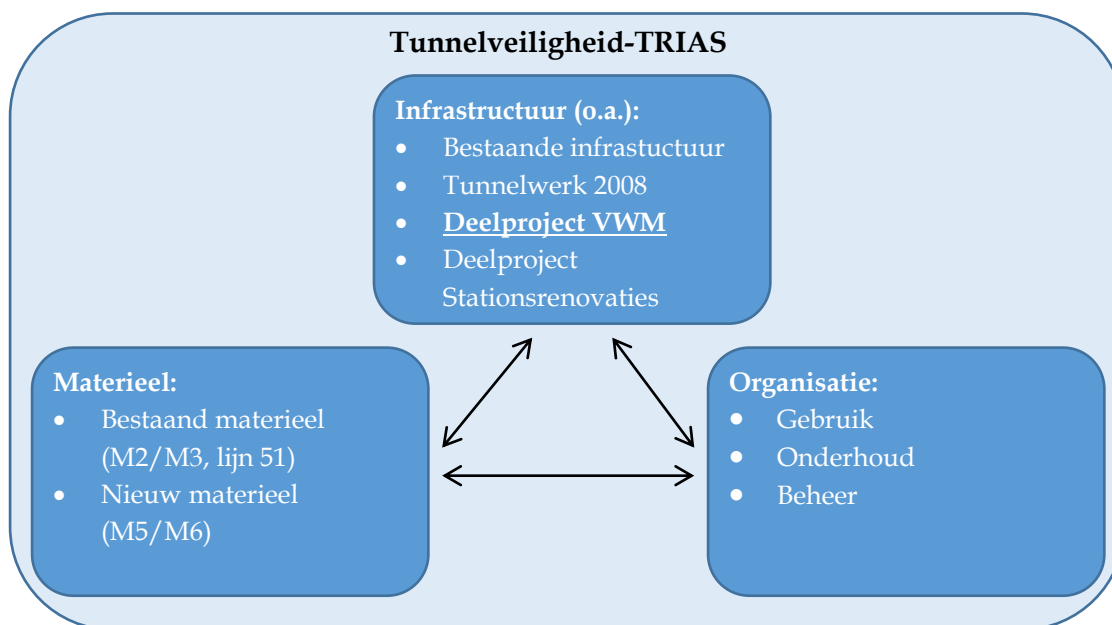 Tunnelveiligheid-TRIAS
Infrastructuur (o.a.):
• Bestaande infrastuctuur
• Tunnelwerk 2008
• Deelproject VWM
• Deelproject
Stationsrenovaties
Materieel:
• Bestaand materieel
(M2/M3, lijn 51)
• Nieuw materieel
(M5/M6)
Organisatie:
• Gebruik
• Onderhoud
• Beheer